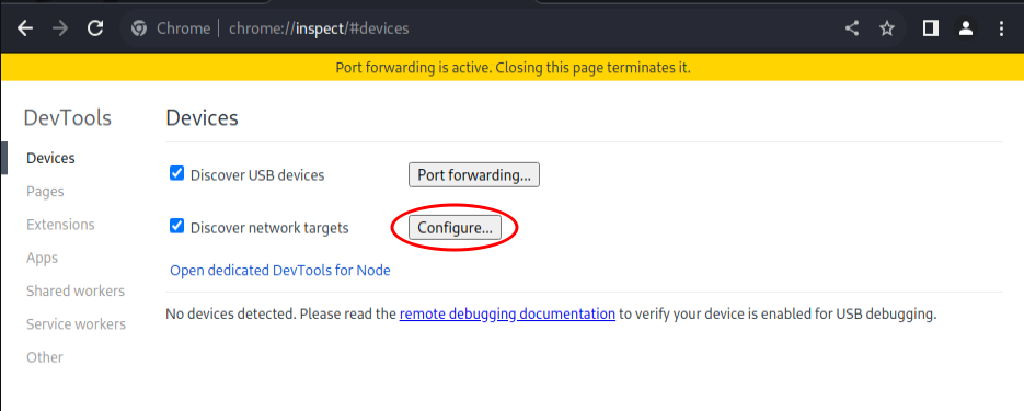 Chrome | chrome://inspect/#devices
Port forwarding is active. Closing this page terminates it.
DevTools
Devices
Pages
Extensions
Apps
Shared workers
Service workers
Other
Devices
Discover USB devices Port forwarding...
Discover network targets Configure...
Open dedicated DevTools for Node
No devices detected. Please read the remote debugging documentation to verify your device is enabled for USB debugging.